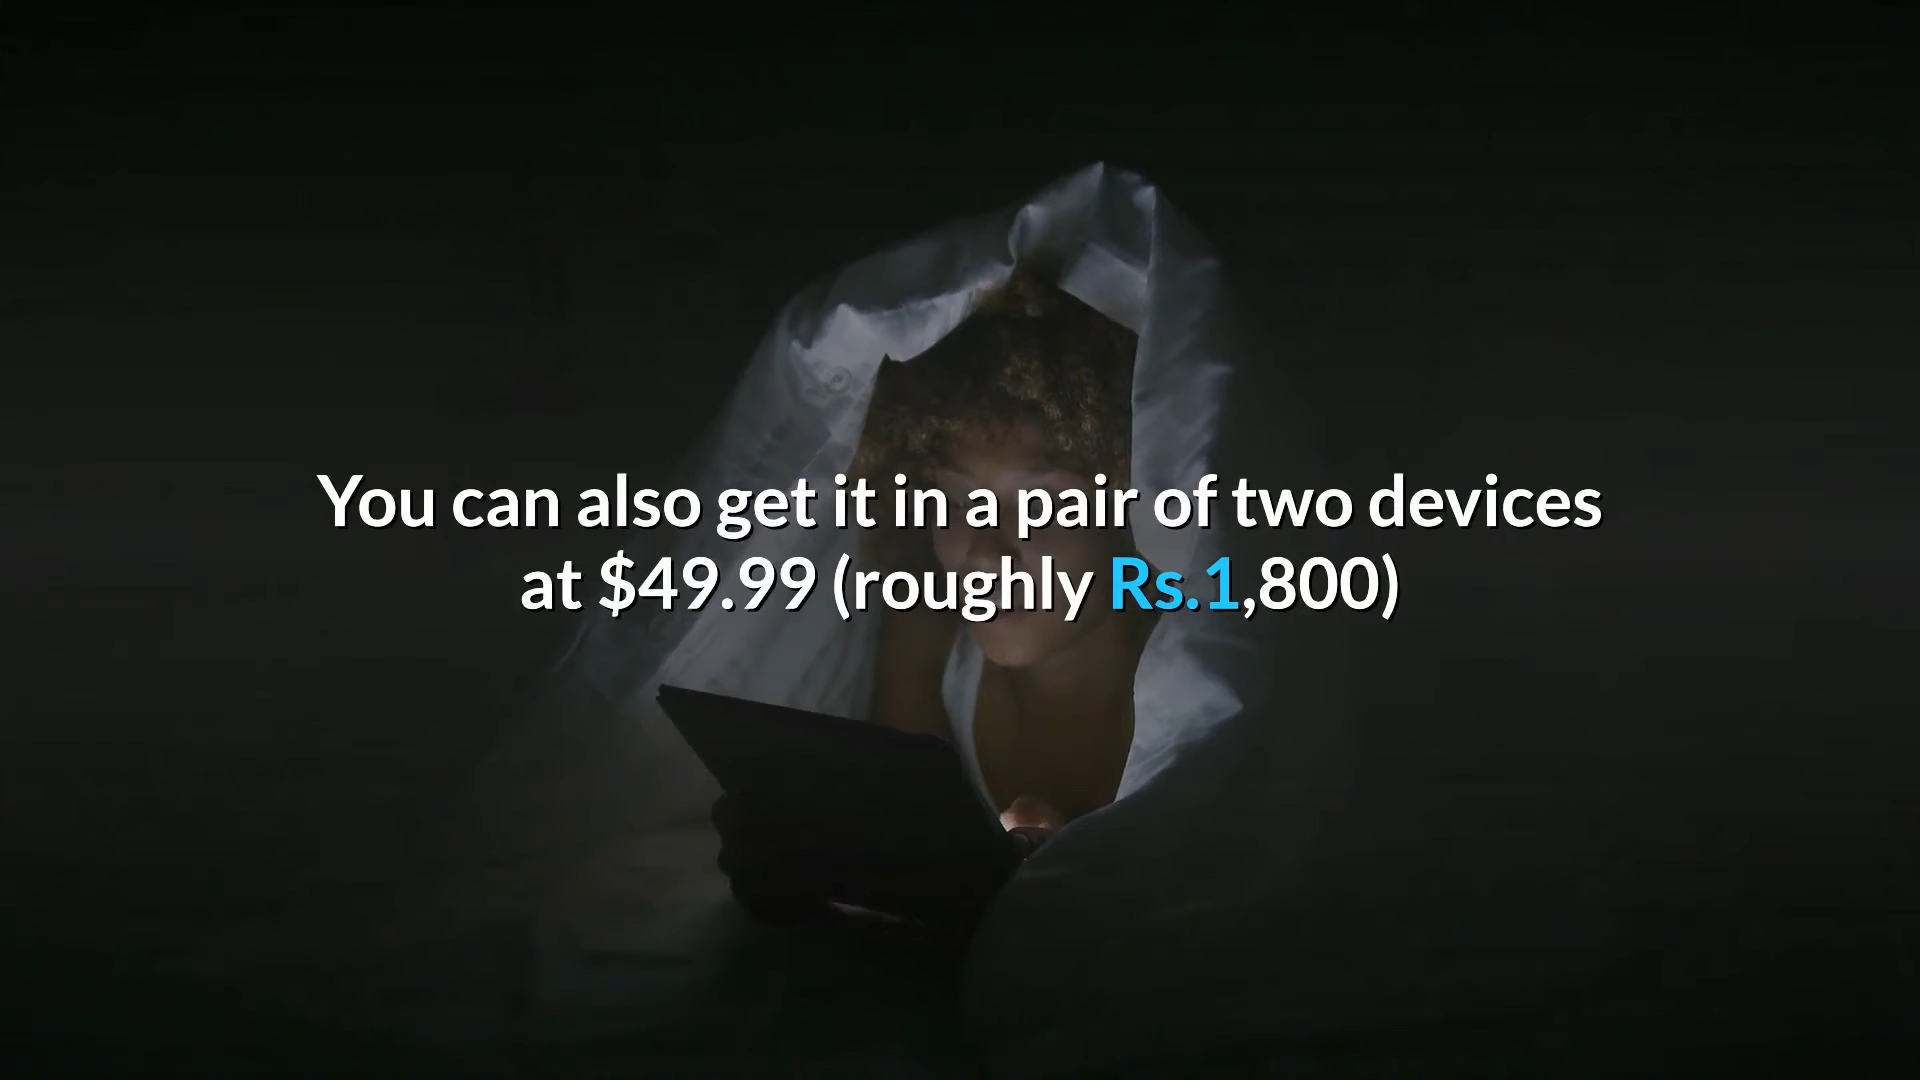 You can also get it in a pair of two devices
at $49.99 (roughly Rs.1,800)